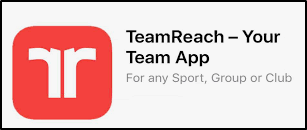 TeamReach – Your
Team App
For any Sport, Group or Club